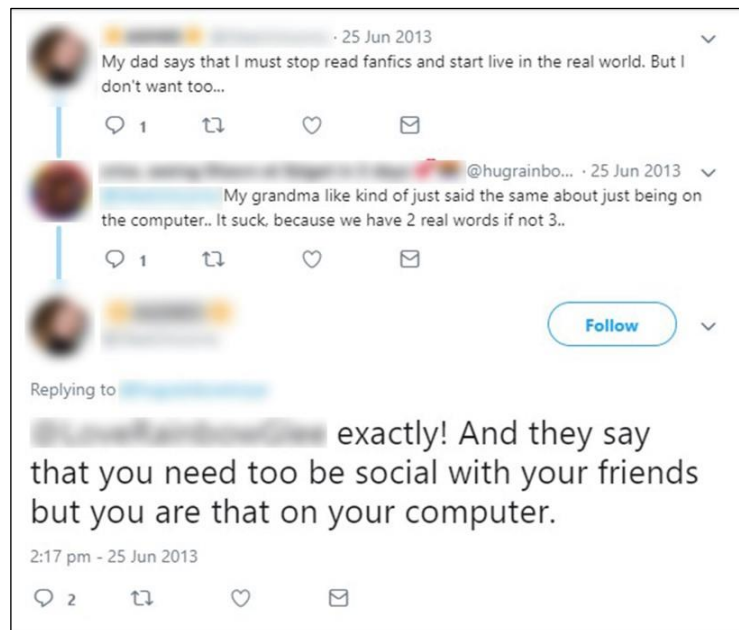 · 25 Jun 2013
My dad says that I must stop read fanfics and start live in the real world. But I
don't want too...
1
@hugrainbo... · 25 Jun 2013
My grandma like kind of just said the same about just being on
the computer.. It suck, because we have 2 real words if not 3..
1
Follow
Replying to
exactly! And they say
that you need too be social with your friends
but you are that on your computer.
2:17 pm - 25 Jun 2013
2